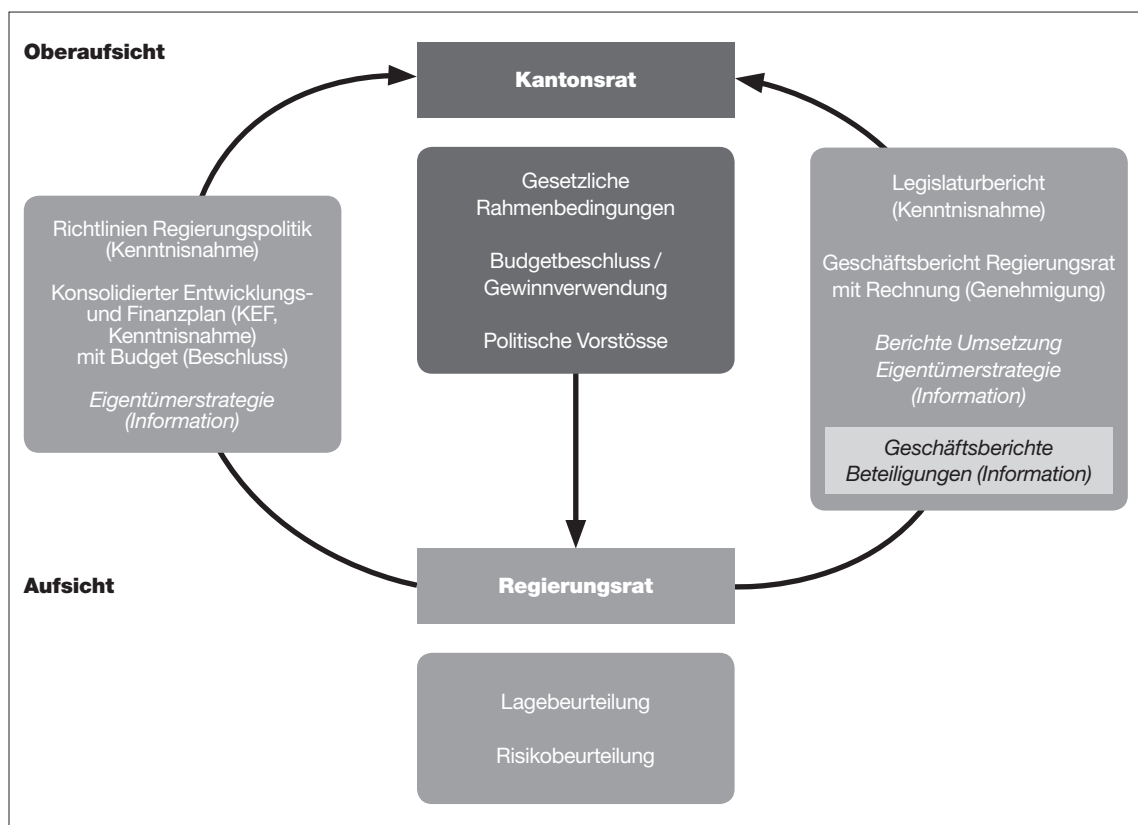 Oberaufsicht
Kantonsrat
Gesetzliche
Rahmenbedingungen
Budgetbeschluss /
Gewinnverwendung
Politische Vorstösse
Richtlinien Regierungspolitik
(Kenntnisnahme)
Konsolidierter Entwicklungs-
und Finanzplan (KEF,
Kenntnisnahme)
mit Budget (Beschluss)
Eigentümerstrategie
(Information)
Legislaturbericht
(Kenntnisnahme)
Geschäftsbericht Regierungsrat
mit Rechnung (Genehmigung)
Berichte Umsetzung
Eigentümerstrategie
(Information)
Geschäftsberichte
Beteiligungen (Information)
Aufsicht
Regierungsrat
Lagebeurteilung
Risikobeurteilung